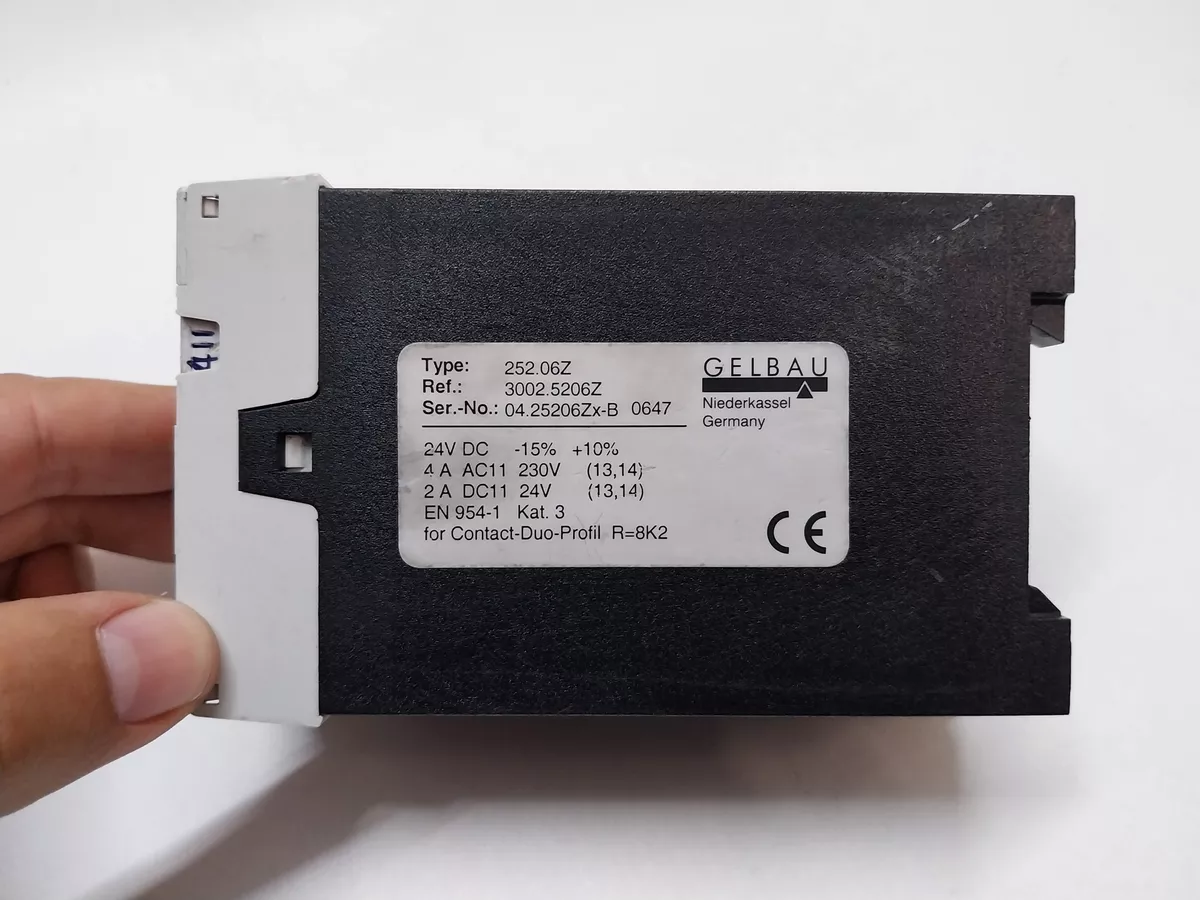 411
Type: 252.06Z
Ref.: 3002.5206Z
Ser.-No.: 04.25206Zx-B 0647
GELBAU
Niederkassel
Germany
24V DC -15% +10%
4 A AC11 230V (13,14)
2 A DC11 24V (13,14)
EN 954-1 Kat. 3
for Contact-Duo-Profil R=8K2
CE